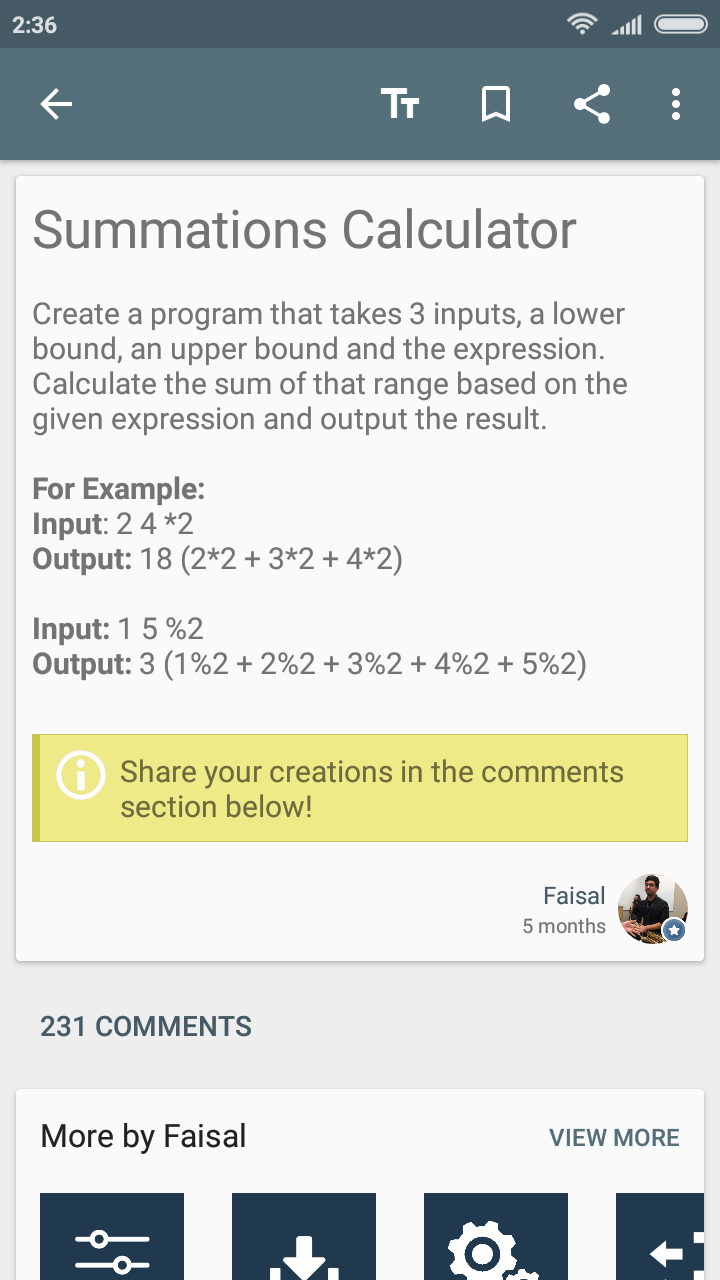 2:36
TT
Summations Calculator
Create a program that takes 3 inputs, a lower
bound, an upper bound and the expression.
Calculate the sum of that range based on the
given expression and output the result.
For Example:
Input: 2 4 *2
Output: 18 (2*2 + 3*2 + 4*2)
Input: 1 5 %2
Output: 3 (1%2 + 2%2 + 3%2 + 4%2 + 5%2)
Share your creations in the comments
section below!
Faisal
5 months
231 COMMENTS
More by Faisal
VIEW MORE